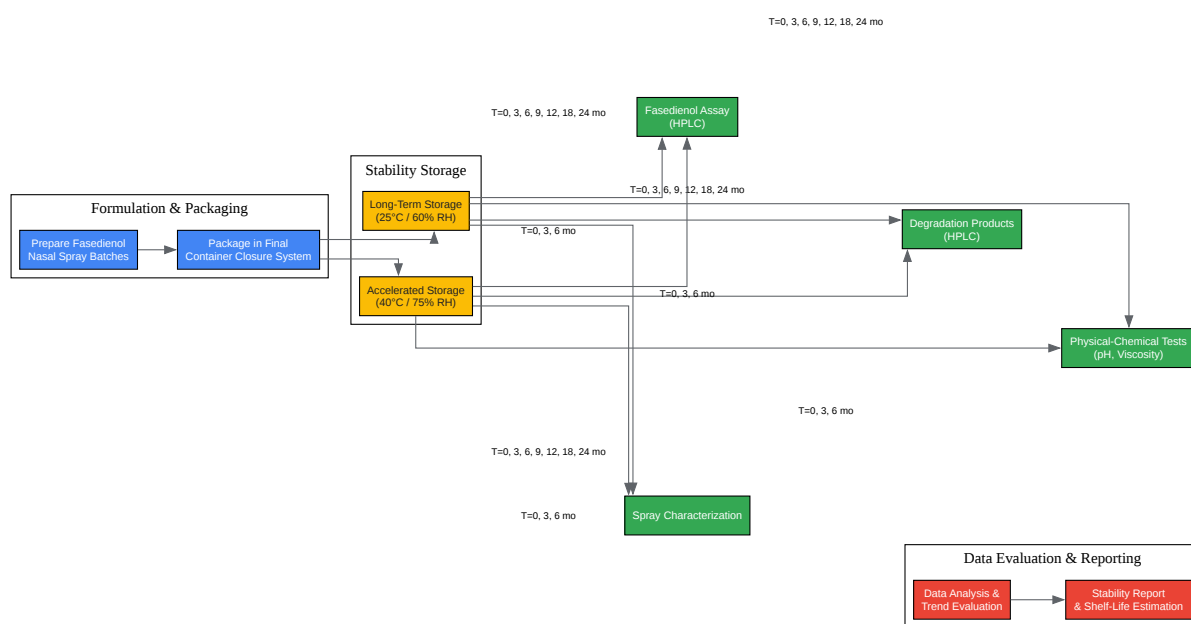 T=0, 3, 6, 9, 12, 18, 24 mo
T=0, 3, 6, 9, 12, 18, 24 mo
Fasedienol Assay
(HPLC)
Stability Storage
Long-Term Storage
(25°C / 60% RH)
T=0, 3, 6, 9, 12, 18, 24 mo
Formulation & Packaging
Prepare Fasedienol
Nasal Spray Batches
Package in Final
Container Closure System
T=0, 3, 6 mo
Degradation Products
(HPLC)
Accelerated Storage
(40°C / 75% RH)
T=0, 3, 6 mo
Physical-Chemical Tests
(pH, Viscosity)
T=0, 3, 6 mo
T=0, 3, 6, 9, 12, 18, 24 mo
T=0, 3, 6 mo
Spray Characterization
Data Evaluation & Reporting
Data Analysis &
Trend Evaluation
Stability Report
& Shelf-Life Estimation